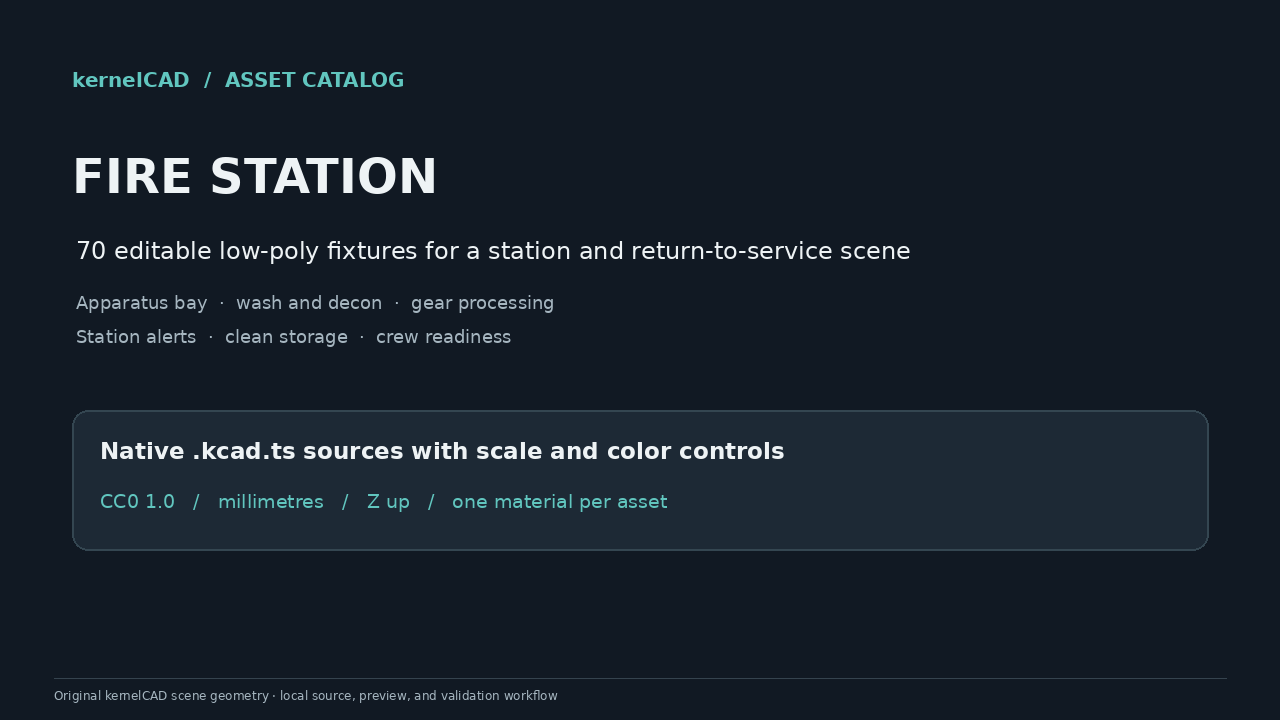 kernelCAD / ASSET CATALOG
FIRE STATION
70 editable low-poly fixtures for a station and return-to-service scene
Apparatus bay · wash and decon · gear processing
Station alerts · clean storage · crew readiness
Native .kcad.ts sources with scale and color controls
CC0 1.0 / millimetres / Z up / one material per asset
Original kernelCAD scene geometry · local source, preview, and validation workflow